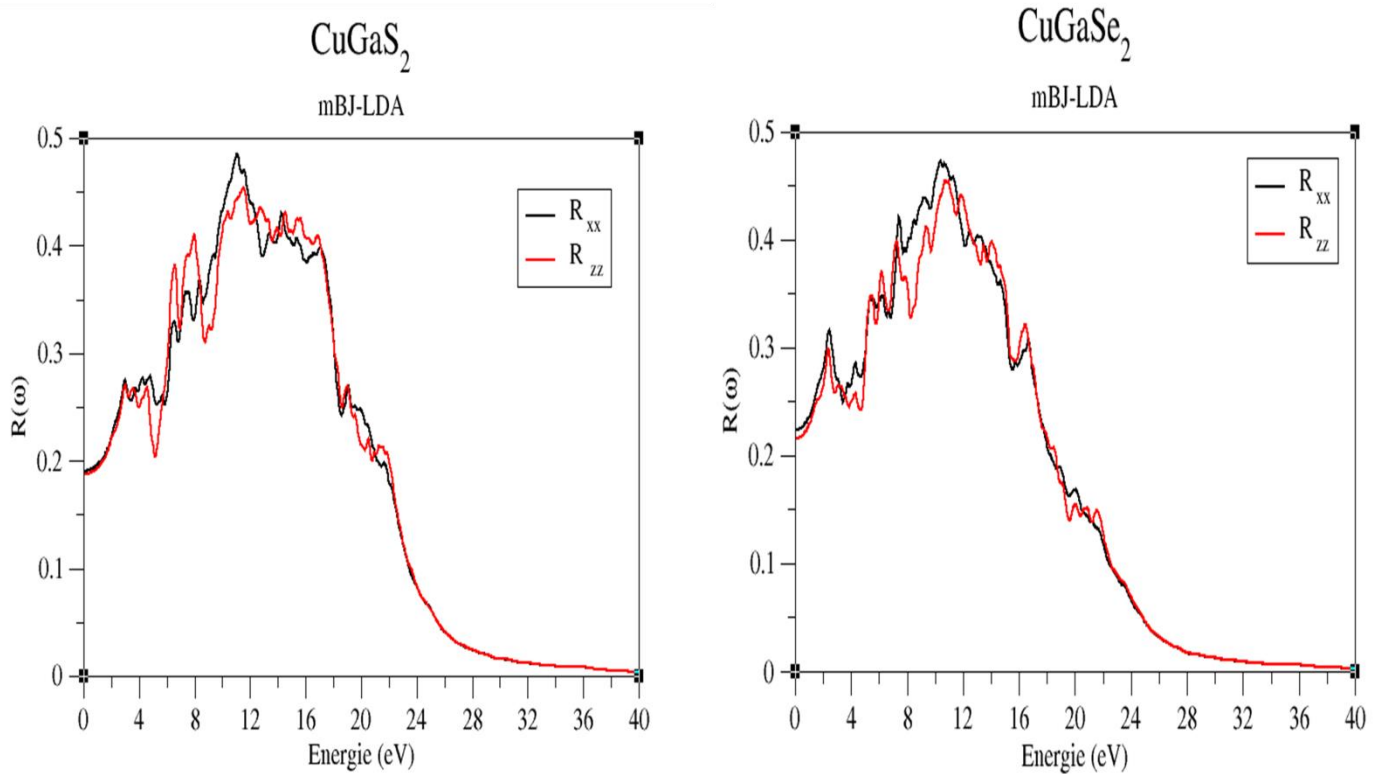 CuGaS2
mBJ-LDA
0.5
0.4
0.3
0.2
0.1
0
R(ω)
Rxx
Rzz
0 4 8 12 16 20 24 28 32 36 40
Energie (eV)
CuGaSe2
mBJ-LDA
0.5
0.4
0.3
0.2
0.1
0
R(ω)
Rxx
Rzz
0 4 8 12 16 20 24 28 32 36 40
Energie (eV)